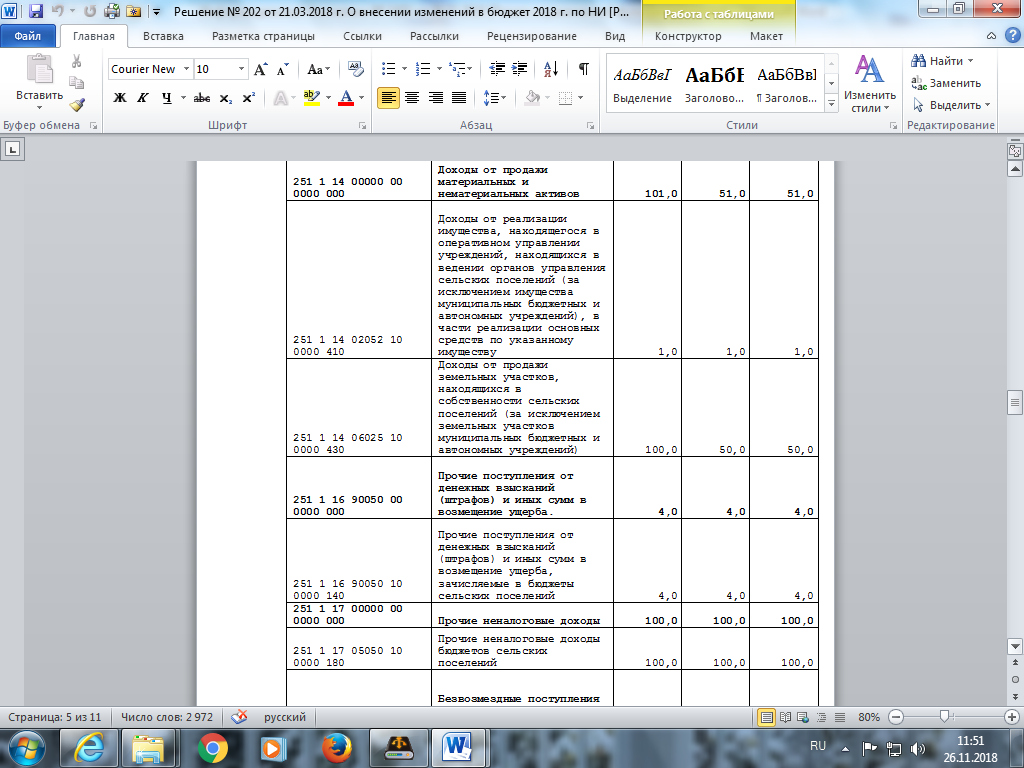 Решение № 202 от 21.03.2018 г. О внесении изменений в бюджет 2018 г. по НИ [Р...
Работа с таблицами
Файл Главная Вставка Разметка страницы Ссылки Рассылки Рецензирование Вид Конструктор Макет
Вставить
Буфер обмена
Courier New 10
Aa
Ж К Ч abc x₂ x²
Шрифт
Абзац
АаБбВвГ АаБбЕ АаБбВвІ
Выделение Заголово... ¶ Заголов...
Стили
Изменить
стили
Найти
Заменить
Выделить
Редактирование
251 1 14 00000 00
0000 000
Доходы от продажи
материальных и
нематериальных активов
101,0 51,0 51,0
251 1 14 02052 10
0000 410
Доходы от реализации
имущества, находящегося в
оперативном управлении
учреждений, находящихся в
ведении органов управления
сельских поселений (за
исключением имущества
муниципальных бюджетных и
автономных учреждений), в
части реализации основных
средств по указанному
имуществу
1,0 1,0 1,0
251 1 14 06025 10
0000 430
Доходы от продажи
земельных участков,
находящихся в
собственности сельских
поселений (за исключением
земельных участков
муниципальных бюджетных и
автономных учреждений)
100,0 50,0 50,0
251 1 16 90050 00
0000 000
Прочие поступления от
денежных взысканий
(штрафов) и иных сумм в
возмещение ущерба.
4,0 4,0 4,0
251 1 16 90050 10
0000 140
Прочие поступления от
денежных взысканий
(штрафов) и иных сумм в
возмещение ущерба,
зачисляемые в бюджеты
сельских поселений
4,0 4,0 4,0
251 1 17 00000 00
0000 000
Прочие неналоговые доходы
100,0 100,0 100,0
251 1 17 05050 10
0000 180
Прочие неналоговые доходы
бюджетов сельских
поселений
100,0 100,0 100,0
Безвозмездные поступления
Страница: 5 из 11 Число слов: 2 972 русский 80%
RU 11:51
26.11.2018